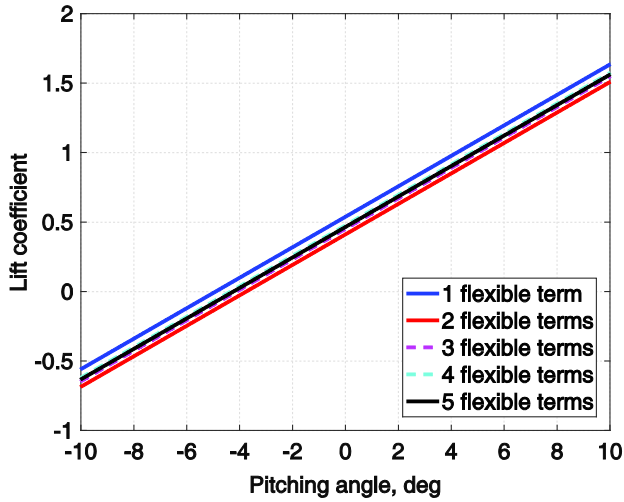 2
1.5
1
0.5
0
-0.5
-1
-10 -8 -6 -4 -2 0 2 4 6 8 10
Lift coefficient
Pitching angle, deg
1 flexible term
2 flexible terms
3 flexible terms
4 flexible terms
5 flexible terms